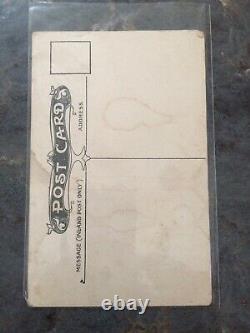 POST CARD
MESSAGE (INLAND POST ONLY)
ADDRESS.